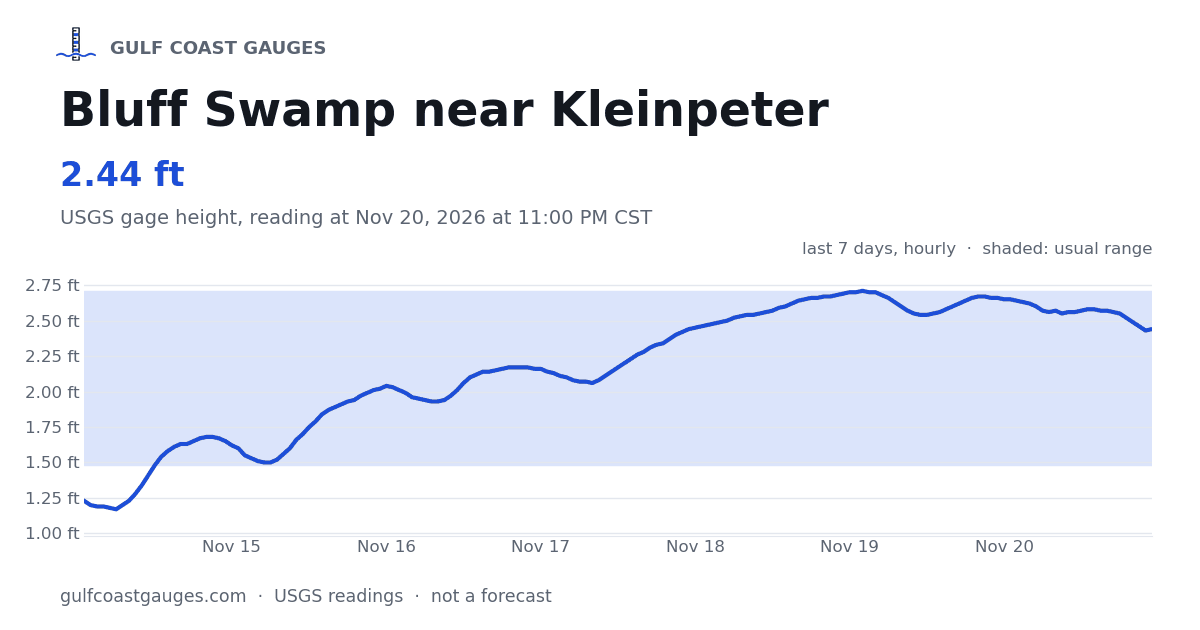 GULF COAST GAUGES
Bluff Swamp near Kleinpeter
2.44 ft
USGS gage height, reading at Nov 20, 2026 at 11:00 PM CST
last 7 days, hourly · shaded: usual range
2.75 ft
2.50 ft
2.25 ft
2.00 ft
1.75 ft
1.50 ft
1.25 ft
1.00 ft
Nov 15 Nov 16 Nov 17 Nov 18 Nov 19 Nov 20
gulfcoastgauges.com · USGS readings · not a forecast